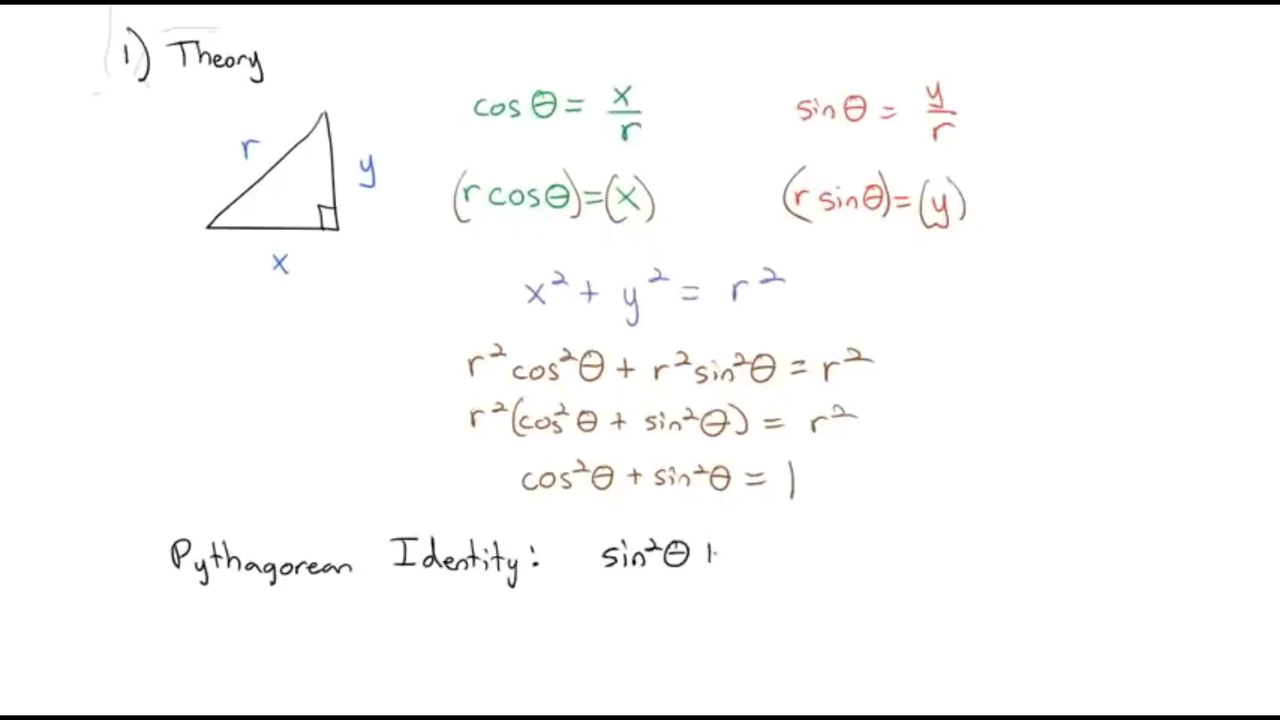 1) Theory
cos θ = x/r    sin θ = y/r
r    y
(r cos θ) = (x)    (r sin θ) = (y)
x
x² + y² = r²
r² cos² θ + r² sin² θ = r²
r² (cos² θ + sin² θ) = r²
cos² θ + sin² θ = 1
Pythagorean Identity: sin² θ